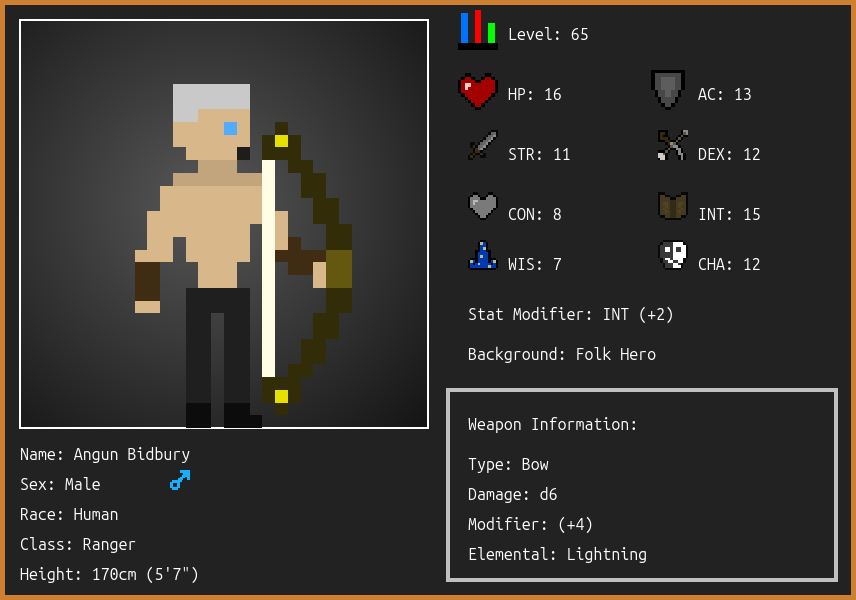 Level: 65
HP: 16
AC: 13
STR: 11
DEX: 12
CON: 8
INT: 15
WIS: 7
CHA: 12
Stat Modifier: INT (+2)
Background: Folk Hero
Name: Angun Bidbury
Sex: Male
Race: Human
Class: Ranger
Height: 170cm (5'7")
Weapon Information:
Type: Bow
Damage: d6
Modifier: (+4)
Elemental: Lightning